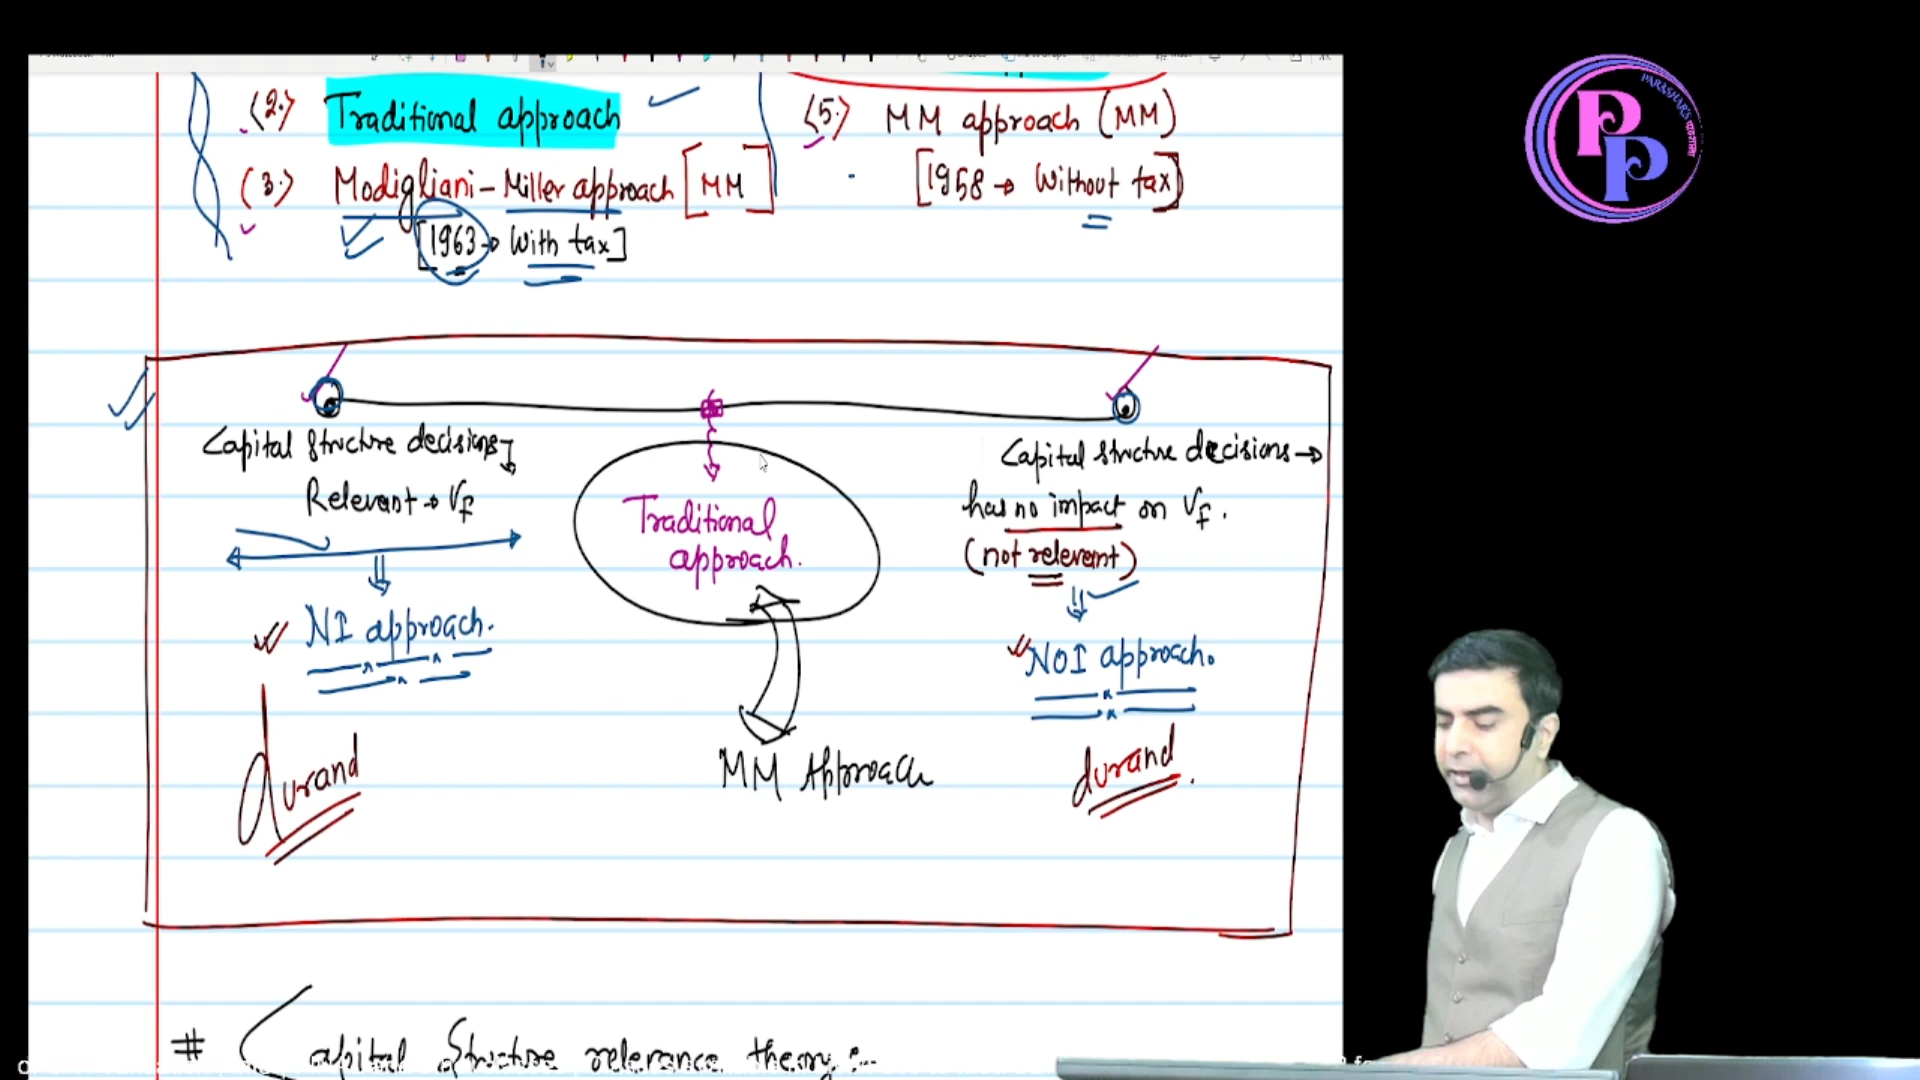 (2.) Traditional approach
(3.) Modigliani-Miller approach [MM]
[1963→ With tax]
(5.) MM approach (MM)
[1958→ Without tax]
Capital Structure decisions
Relevant → Vf
NI approach.
durand
Traditional
approach.
MM Approach
Capital Structure decisions →
has no impact on Vf.
(not relevant)
NOI approach.
durand.
# Capital Structure relevance theory:-
PARASHAR'S
PP